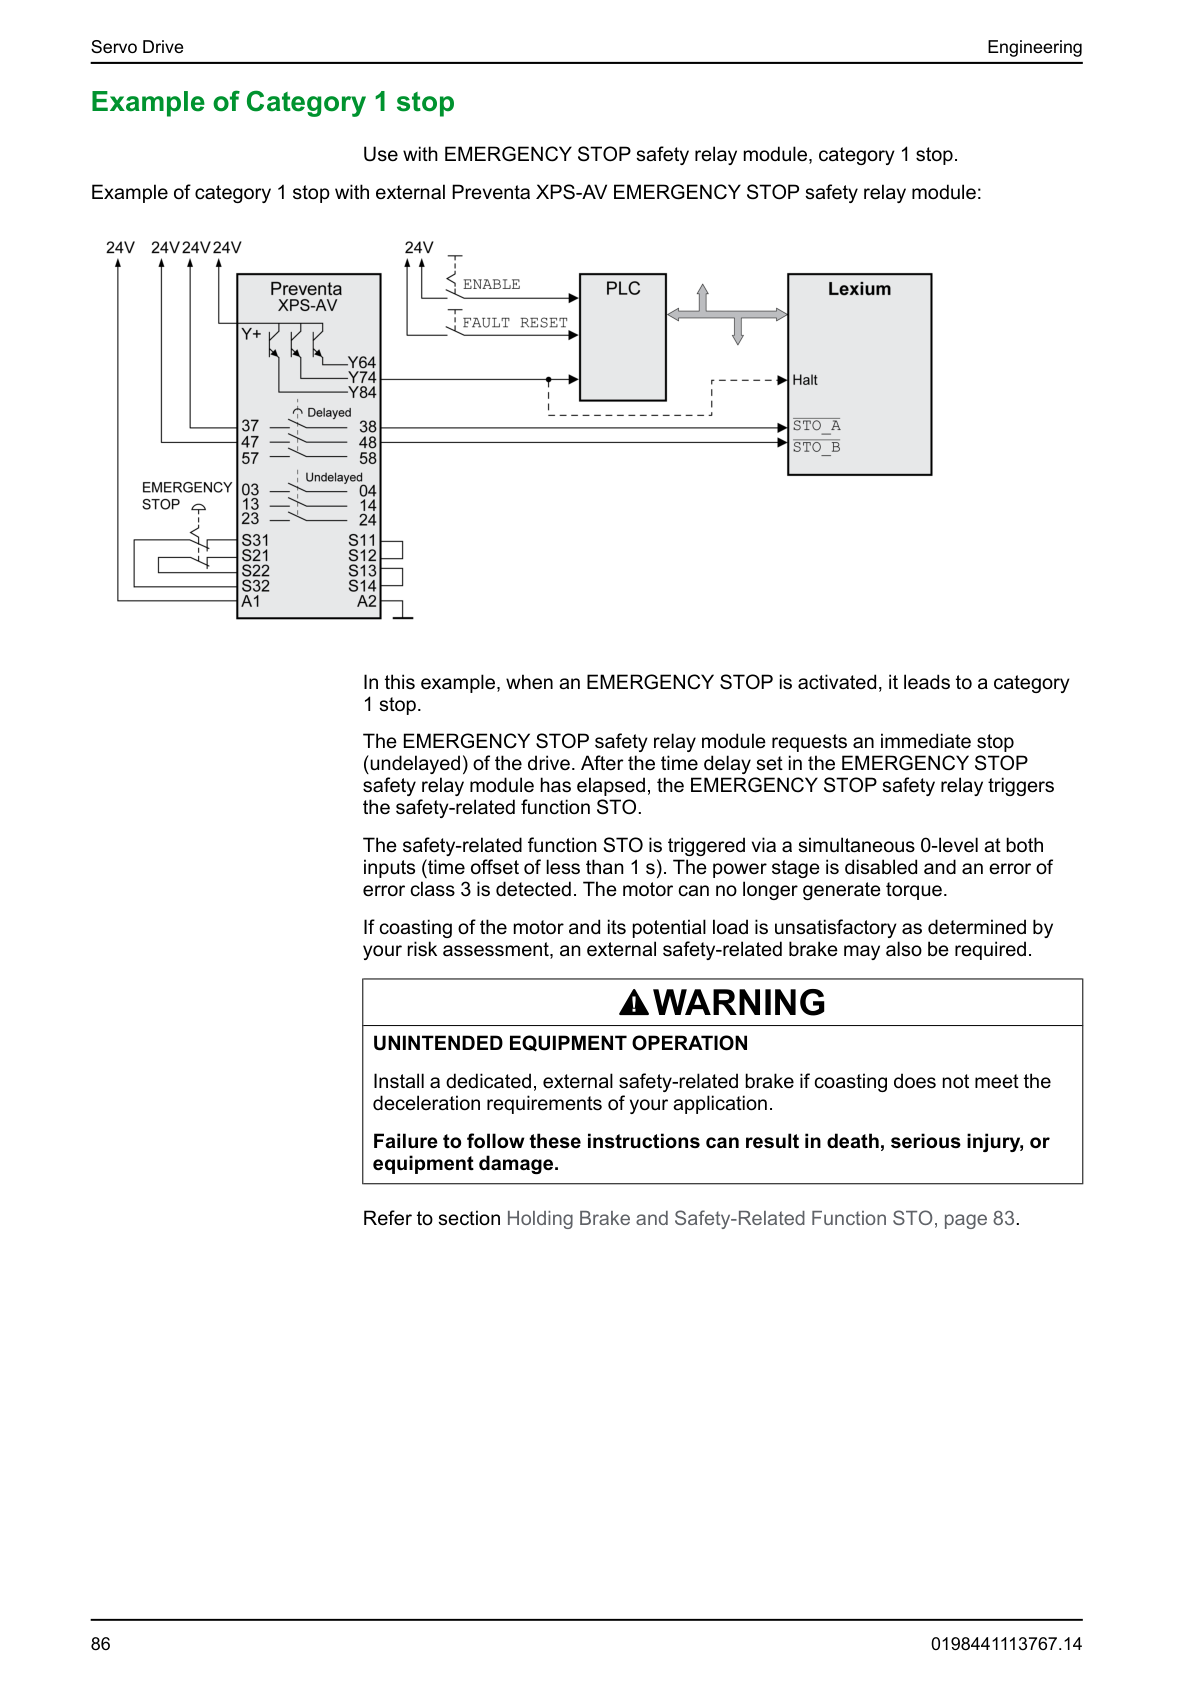 Servo Drive Engineering
Example of Category 1 stop
Use with EMERGENCY STOP safety relay module, category 1 stop.
Example of category 1 stop with external Preventa XPS-AV EMERGENCY STOP safety relay module:
24V 24V 24V 24V 24V
ENABLE
Preventa
XPS-AV
PLC
Lexium
FAULT RESET
Y+
Y64
Y74
Y84
Halt
Delayed
37 38
47 48
57 58
STO_A
STO_B
Undelayed
EMERGENCY
STOP
03 04
13 14
23 24
S31 S11
S21 S12
S22 S13
S32 S14
A1 A2
In this example, when an EMERGENCY STOP is activated, it leads to a category
1 stop.
The EMERGENCY STOP safety relay module requests an immediate stop
(undelayed) of the drive. After the time delay set in the EMERGENCY STOP
safety relay module has elapsed, the EMERGENCY STOP safety relay triggers
the safety-related function STO.
The safety-related function STO is triggered via a simultaneous 0-level at both
inputs (time offset of less than 1 s). The power stage is disabled and an error of
error class 3 is detected. The motor can no longer generate torque.
If coasting of the motor and its potential load is unsatisfactory as determined by
your risk assessment, an external safety-related brake may also be required.
WARNING
UNINTENDED EQUIPMENT OPERATION
Install a dedicated, external safety-related brake if coasting does not meet the
deceleration requirements of your application.
Failure to follow these instructions can result in death, serious injury, or
equipment damage.
Refer to section Holding Brake and Safety-Related Function STO, page 83.
86 0198441113767.14